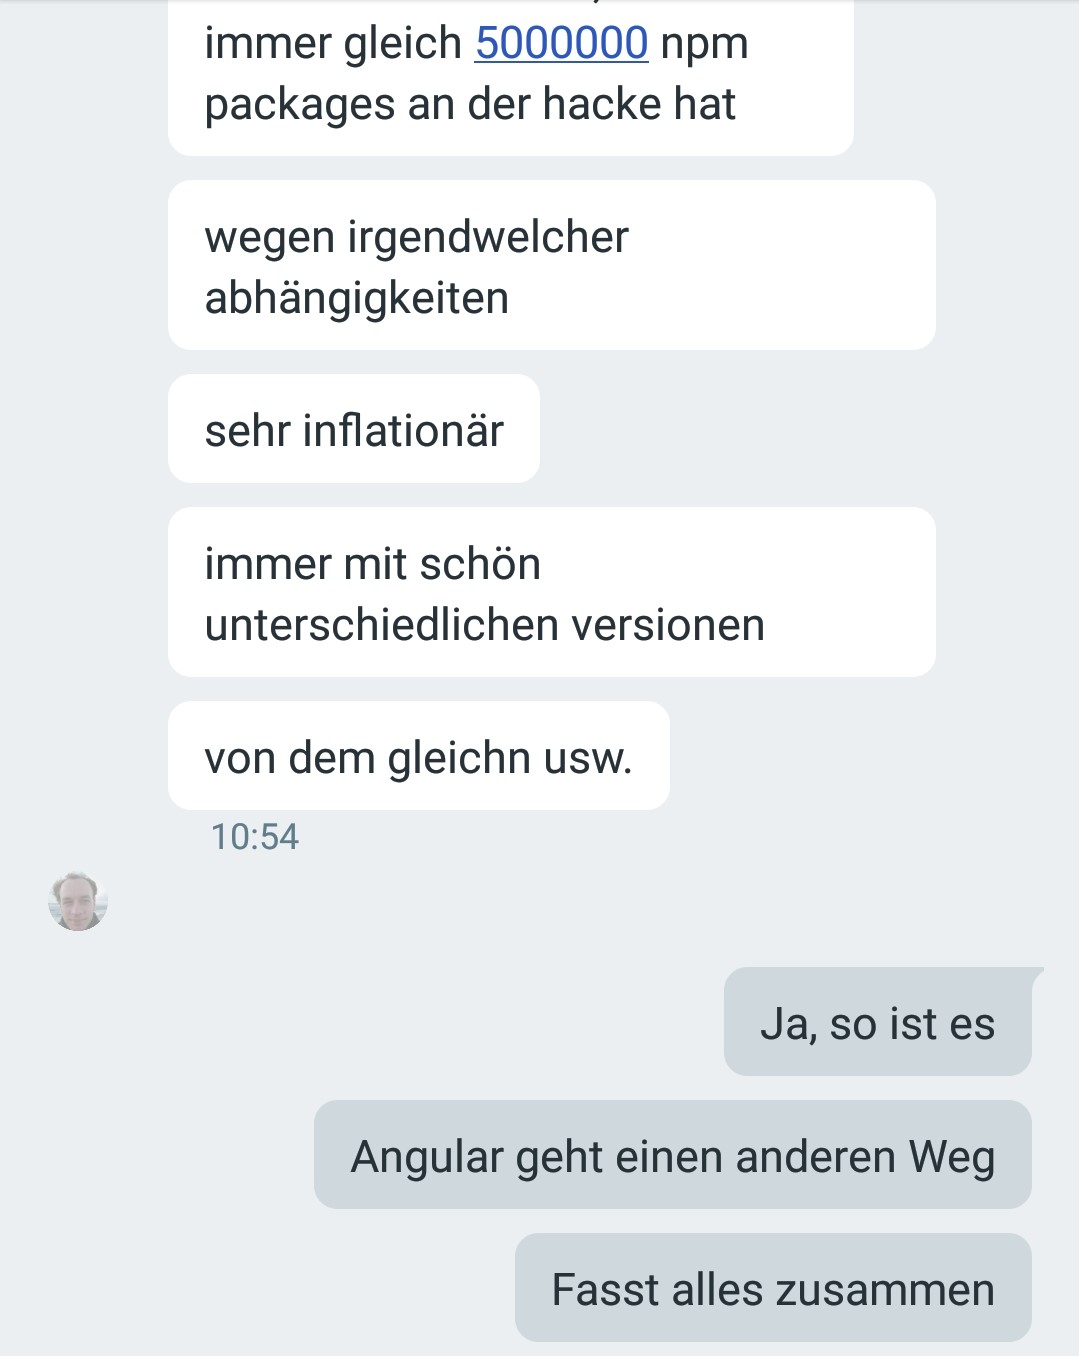 immer gleich 5000000 npm
packages an der hacke hat
wegen irgendwelcher
abhängigkeiten
sehr inflationär
immer mit schön
unterschiedlichen versionen
von dem gleichn usw.
10:54
Ja, so ist es
Angular geht einen anderen Weg
Fasst alles zusammen